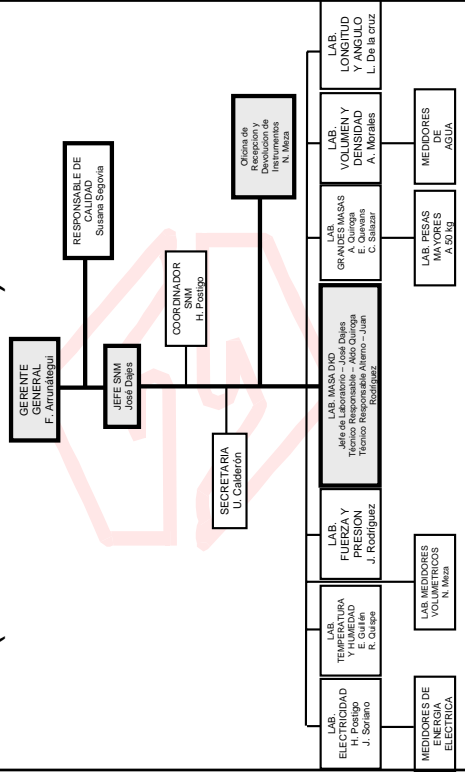 GERENTE
GENERAL
F. Arrunátegui
RESPONSABLE DE
CALIDAD
Susana Segovia
JEFE SNM
José Dajes
COORDINADOR
SNM
H. Postigo
SECRETARIA
U. Calderón
Oficina de
Recepcion y
Devolucion de
Instrumentos
N. Meza
LAB.
ELECTRICIDAD
H. Postigo
J. Soriano
LAB.
TEMPERATURA
Y HUMEDAD
E. Guillén
R. Quispe
LAB.
FUERZA Y
PRESION
J. Rodríguez
LAB. MASA DKD
Jefe de Laboratorio – José Dajes
Técnico Responsable – Aldo Quiroga
Técnico Responsable Alterno – Juan
Rodríguez
LAB.
GRANDES MASAS
A. Quiroga
E. Quevans
C. Salazar
LAB.
VOLUMEN Y
DENSIDAD
A. Morales
LAB.
LONGITUD
Y ANGULO
L. De la cruz
MEDIDORES DE
ENERGIA
ELECTRICA
LAB. MEDIDORES
VOLUMETRICOS
N. Meza
LAB. PESAS
MAYORES
A 50 kg
MEDIDORES
DE
AGUA